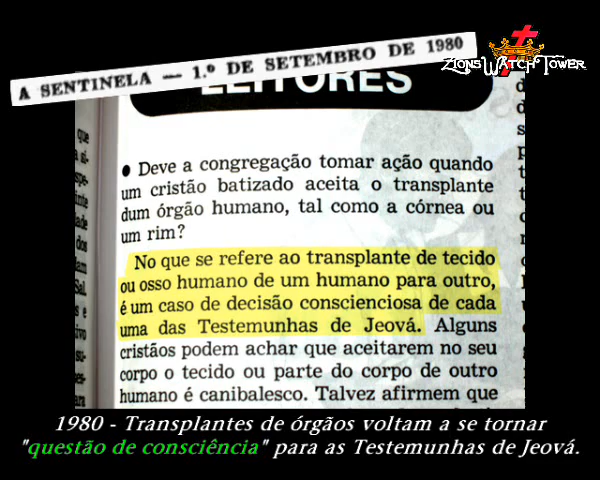 A SENTINELA — 1.º DE SETEMBRO DE 1980
ZIONS WATCH TOWER
LEITORES
● Deve a congregação tomar ação quando
um cristão batizado aceita o transplante
dum órgão humano, tal como a córnea ou
um rim?
No que se refere ao transplante de tecido
ou osso humano de um humano para outro,
é um caso de decisão conscienciosa de cada
uma das Testemunhas de Jeová. Alguns
cristãos podem achar que aceitarem no seu
corpo o tecido ou parte do corpo de outro
humano é canibalesco. Talvez afirmem que
1980 - Transplantes de órgãos voltam a se tornar
"questão de consciência" para as Testemunhas de Jeová.